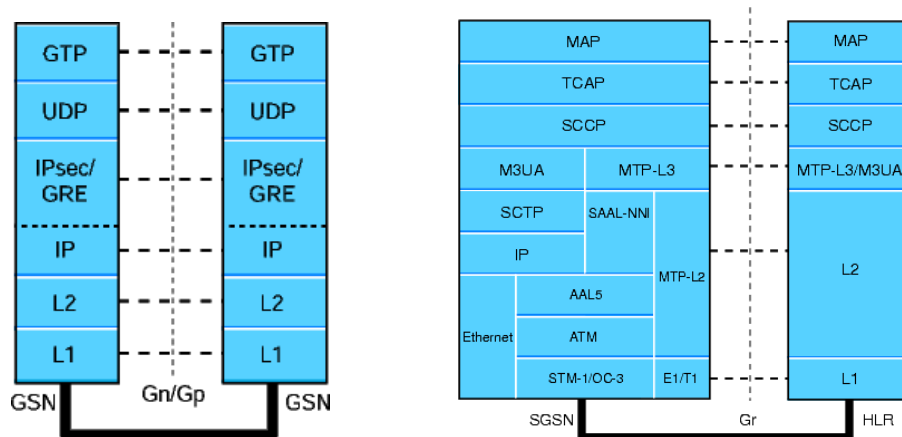 GTP
GTP
UDP
UDP
IPsec/
GRE
IPsec/
GRE
IP
IP
L2
L2
L1
L1
GSN
Gn/Gp
GSN
MAP
MAP
TCAP
TCAP
SCCP
SCCP
M3UA
MTP-L3
MTP-L3/M3UA
SCTP
SAAL-NNI
IP
MTP-L2
L2
AAL5
Ethernet
ATM
STM-1/OC-3
E1/T1
L1
SGSN
Gr
HLR